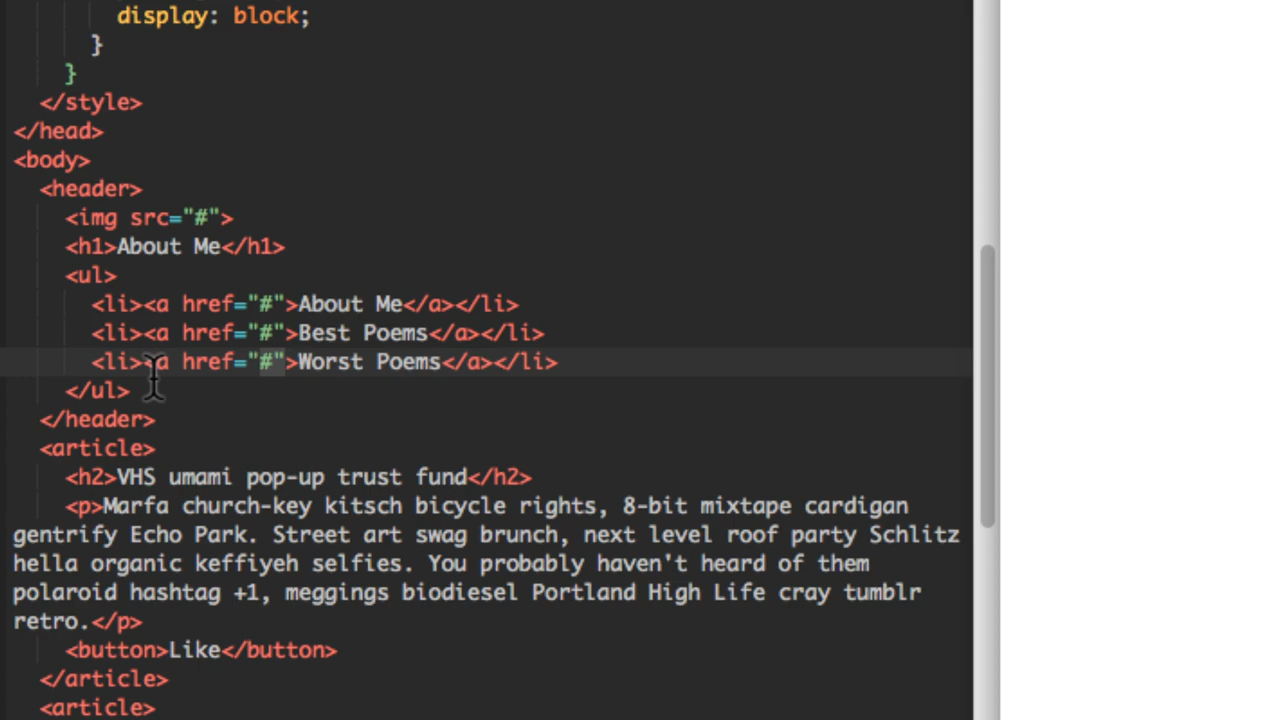 display: block;
}
}
</style>
</head>
<body>
<header>
<img src="#">
<h1>About Me</h1>
<ul>
<li><a href="#">About Me</a></li>
<li><a href="#">Best Poems</a></li>
<li><a href="#">Worst Poems</a></li>
</ul>
</header>
<article>
<h2>VHS umami pop-up trust fund</h2>
<p>Marfa church-key kitsch bicycle rights, 8-bit mixtape cardigan
gentrify Echo Park. Street art swag brunch, next level roof party Schlitz
hella organic keffiyeh selfies. You probably haven't heard of them
polaroid hashtag +1, meggings biodiesel Portland High Life cray tumblr
retro.</p>
<button>Like</button>
</article>
<article>